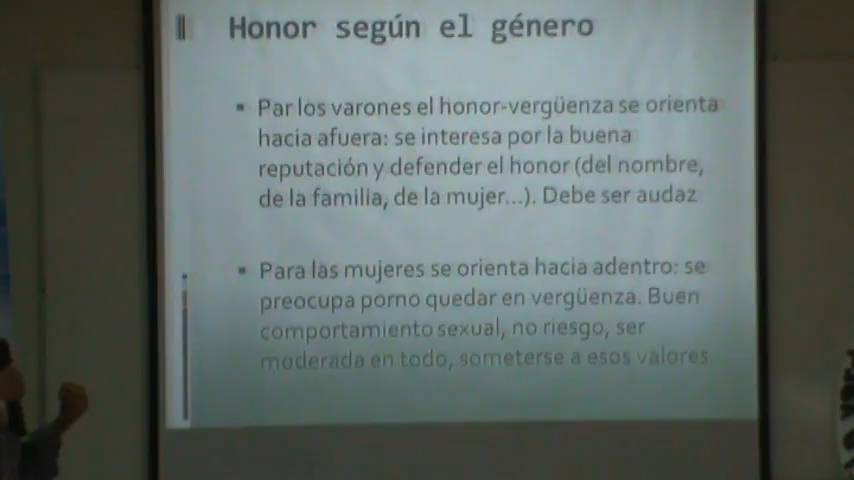 Honor según el género
▪ Par los varones el honor-vergüenza se orienta
hacia afuera: se interesa por la buena
reputación y defender el honor (del nombre,
de la familia, de la mujer...). Debe ser audaz
▪ Para las mujeres se orienta hacia adentro: se
preocupa porno quedar en vergüenza. Buen
comportamiento sexual, no riesgo, ser
moderada en todo, someterse a esos valores